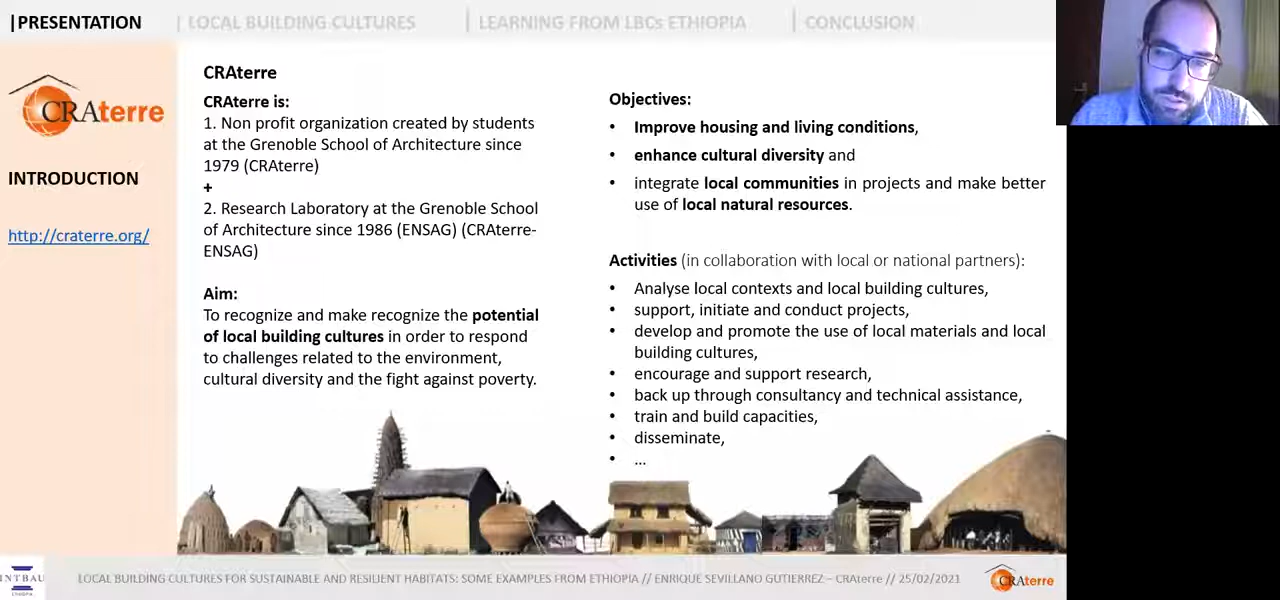 |PRESENTATION | LOCAL BUILDING CULTURES | LEARNING FROM LBCs ETHIOPIA | CONCLUSION
CRAterre
INTRODUCTION
http://craterre.org/
CRAterre
CRAterre is:
1. Non profit organization created by students
at the Grenoble School of Architecture since
1979 (CRAterre)
+
2. Research Laboratory at the Grenoble School
of Architecture since 1986 (ENSAG) (CRAterre-
ENSAG)
Aim:
To recognize and make recognize the potential
of local building cultures in order to respond
to challenges related to the environment,
cultural diversity and the fight against poverty.
Objectives:
• Improve housing and living conditions,
• enhance cultural diversity and
• integrate local communities in projects and make better
use of local natural resources.
Activities (in collaboration with local or national partners):
• Analyse local contexts and local building cultures,
• support, initiate and conduct projects,
• develop and promote the use of local materials and local
building cultures,
• encourage and support research,
• back up through consultancy and technical assistance,
• train and build capacities,
• disseminate,
• ...
INTBAU
LOCAL BUILDING CULTURES FOR SUSTAINABLE AND RESILIENT HABITATS: SOME EXAMPLES FROM ETHIOPIA // ENRIQUE SEVILLANO GUTIERREZ – CRAterre // 25/02/2021
CRAterre